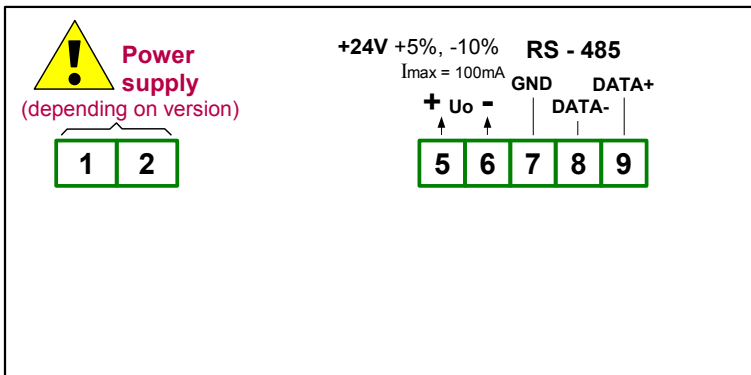 !
Power
supply
(depending on version)
1 2
+24V +5%, -10%
Imax = 100mA
+ Uo -
RS - 485
GND
DATA-
DATA+
5 6 7 8 9